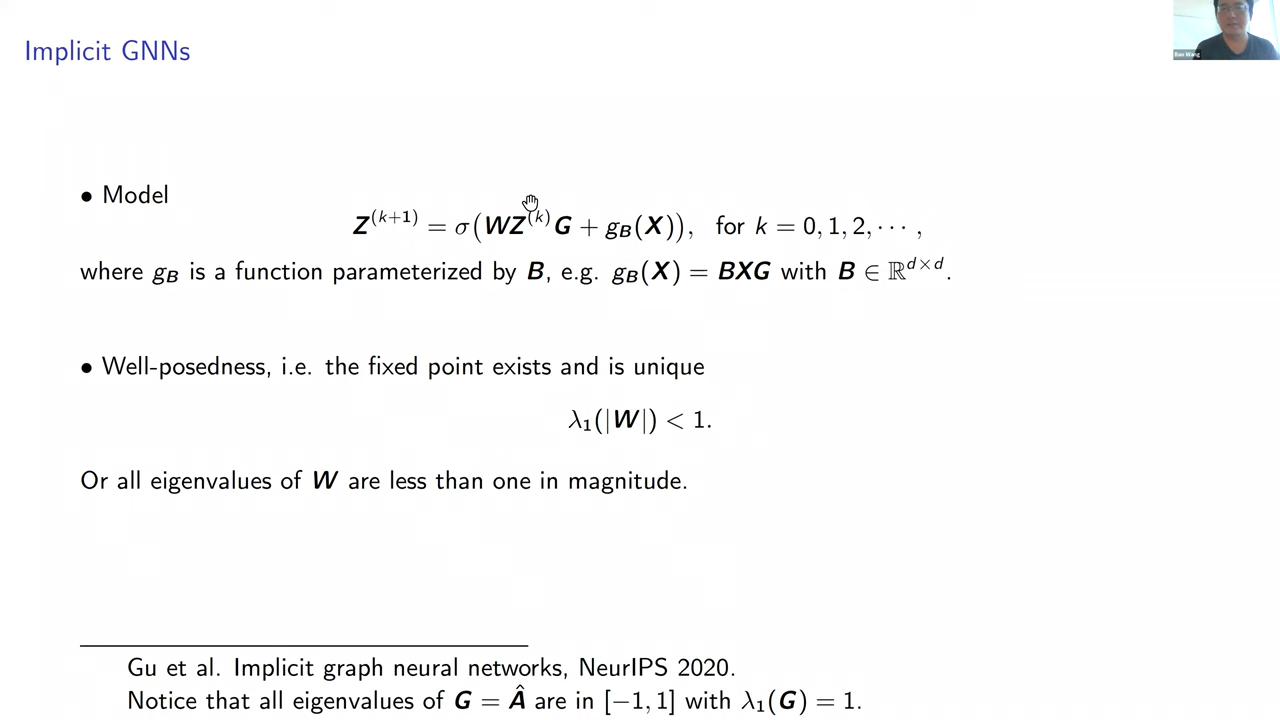 Implicit GNNs
Bao Wang
• Model
𝒁^(k+1) = σ(𝑾𝒁^(k)𝑮 + g_𝑩(𝑿)), for k = 0, 1, 2, ⋯ ,
where g_𝑩 is a function parameterized by 𝑩, e.g. g_𝑩(𝑿) = 𝑩𝑿𝑮 with 𝑩 ∈ ℝ^{d×d}.
• Well-posedness, i.e. the fixed point exists and is unique
λ₁(|𝑾|) < 1.
Or all eigenvalues of 𝑾 are less than one in magnitude.
Gu et al. Implicit graph neural networks, NeurIPS 2020.
Notice that all eigenvalues of 𝑮 = Â are in [−1, 1] with λ₁(𝑮) = 1.